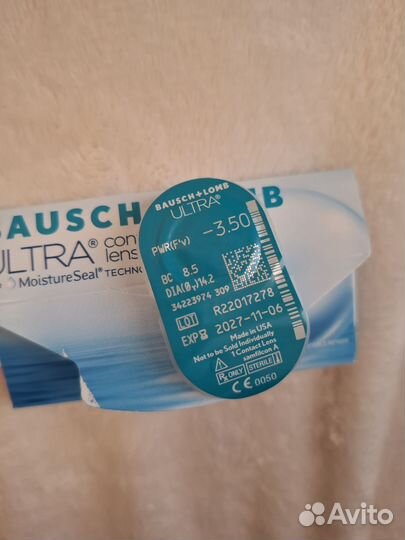 BAUSCH + LOMB
ULTRA® con
lens
MoistureSeal® TECHNO
BAUSCH+LOMB
ULTRA®
PWR(F'v) -3.50
BC 8.5
DIA(ØT)14.2
34223974 309
LOT R22017278
EXP 2027-11-06
Made in USA
Not to be Sold Individually
1 Contact Lens
samfilcon A
Rx ONLY STERILE
CE 0050
Avito